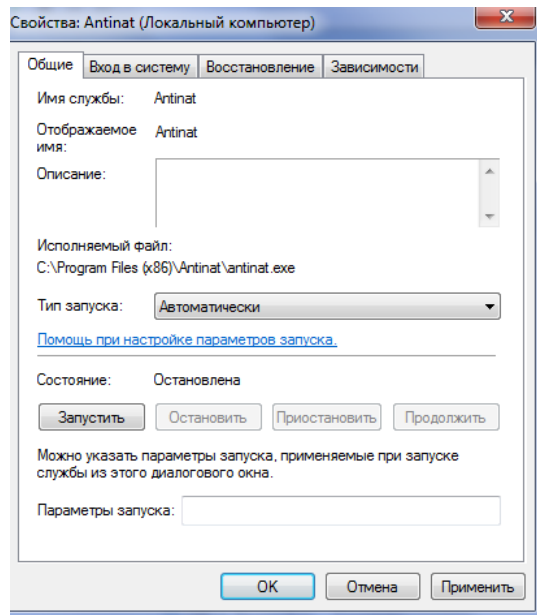 Свойства: Antinat (Локальный компьютер)
Общие Вход в систему Восстановление Зависимости
Имя службы: Antinat
Отображаемое имя: Antinat
Описание:
Исполняемый файл:
C:\Program Files (x86)\Antinat\antinat.exe
Тип запуска: Автоматически
Помощь при настройке параметров запуска.
Состояние: Остановлена
Запустить Остановить Приостановить Продолжить
Можно указать параметры запуска, применяемые при запуске
службы из этого диалогового окна.
Параметры запуска:
OK Отмена Применить